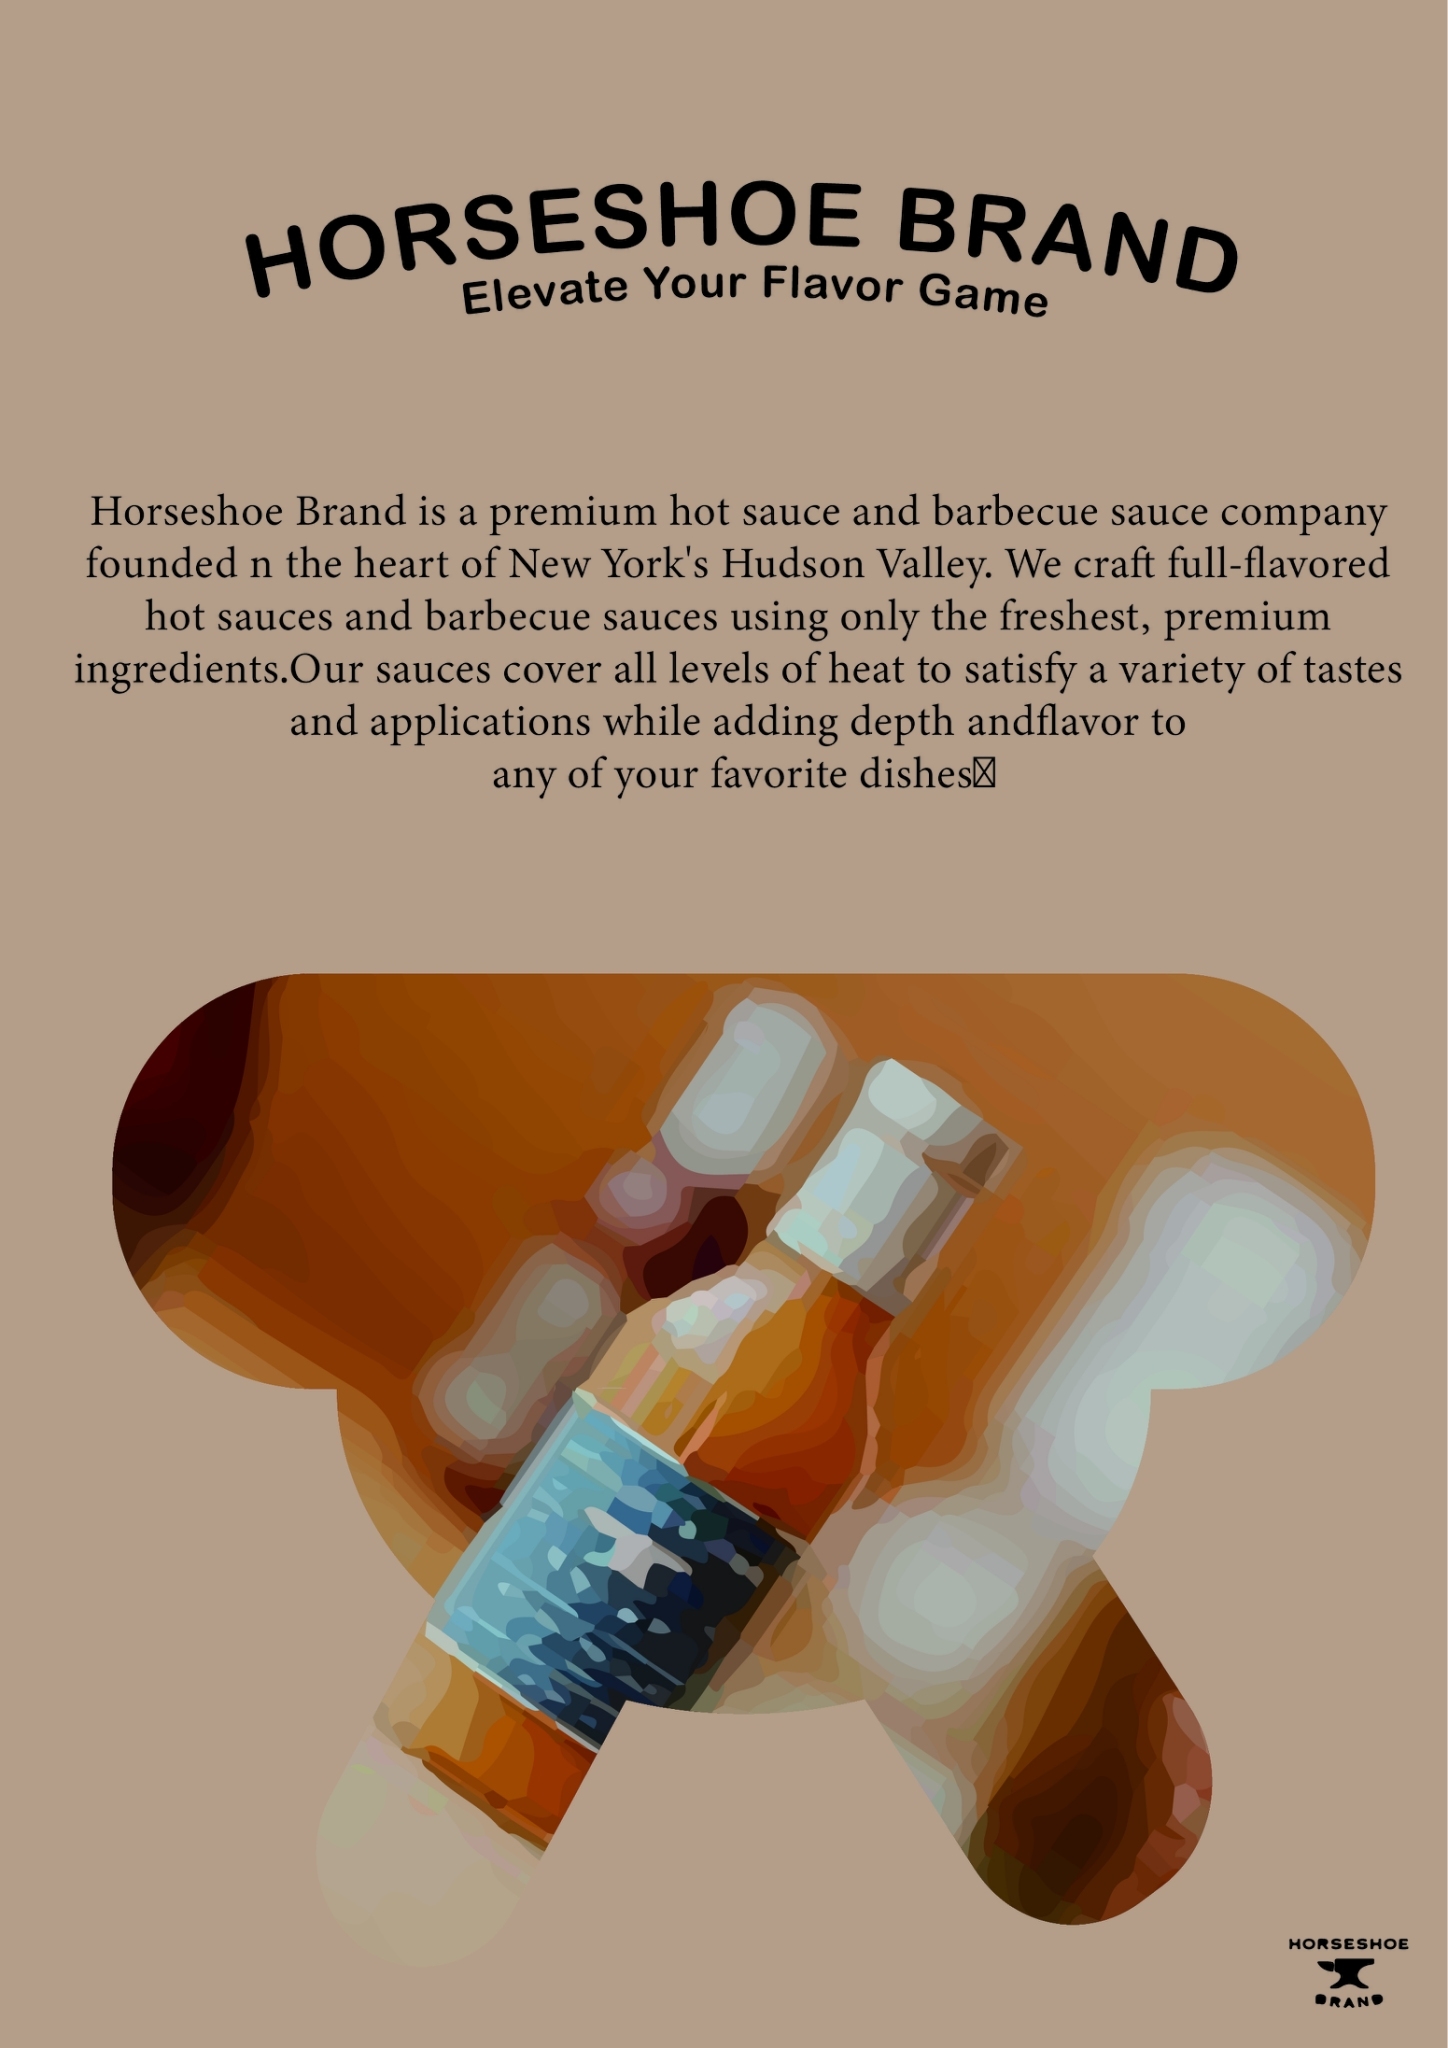 HORSESHOE BRAND
Elevate Your Flavor Game
Horseshoe Brand is a premium hot sauce and barbecue sauce company
founded n the heart of New York's Hudson Valley. We craft full-flavored
hot sauces and barbecue sauces using only the freshest, premium
ingredients.Our sauces cover all levels of heat to satisfy a variety of tastes
and applications while adding depth andflavor to
any of your favorite dishes
HORSESHOE
BRAND